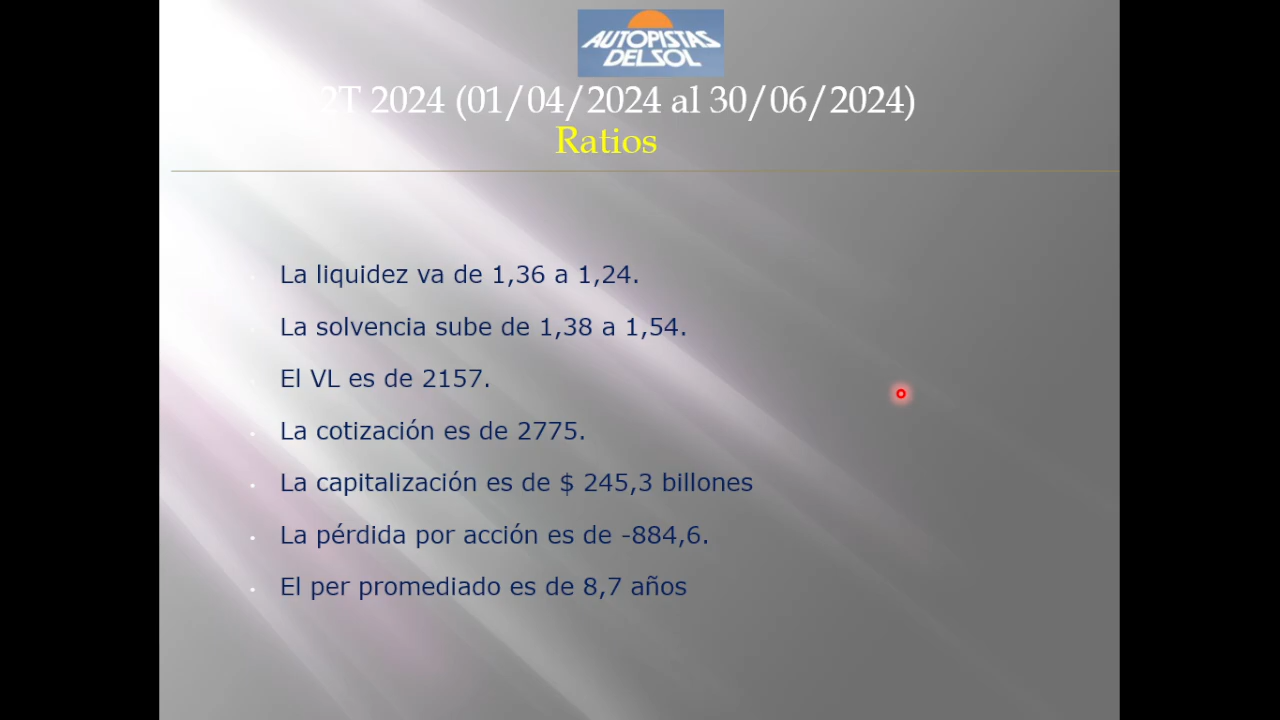 AUTOPISTAS
DEL SOL
2T 2024 (01/04/2024 al 30/06/2024)
Ratios
La liquidez va de 1,36 a 1,24.
La solvencia sube de 1,38 a 1,54.
El VL es de 2157.
La cotización es de 2775.
La capitalización es de $ 245,3 billones
La pérdida por acción es de -884,6.
El per promediado es de 8,7 años